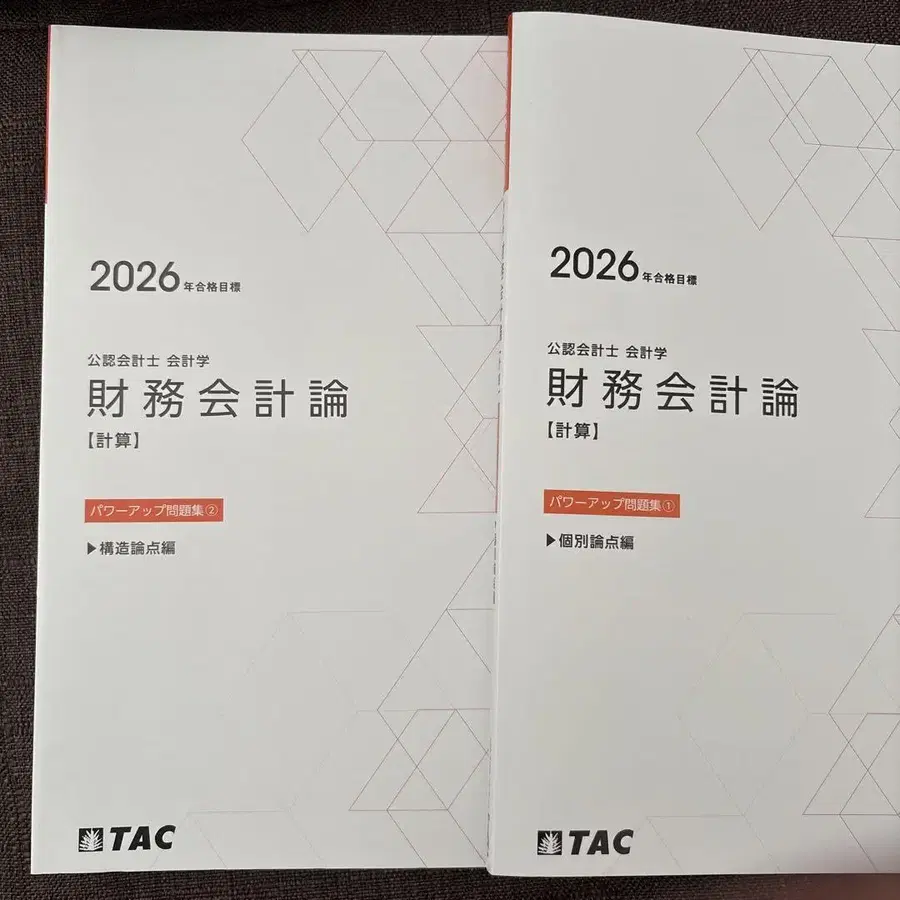 2026年合格目標
公認会計士 会計学
財務会計論
【計算】
パワーアップ問題集②
▶構造論点編
TAC
2026年合格目標
公認会計士 会計学
財務会計論
【計算】
パワーアップ問題集①
▶個別論点編
TAC